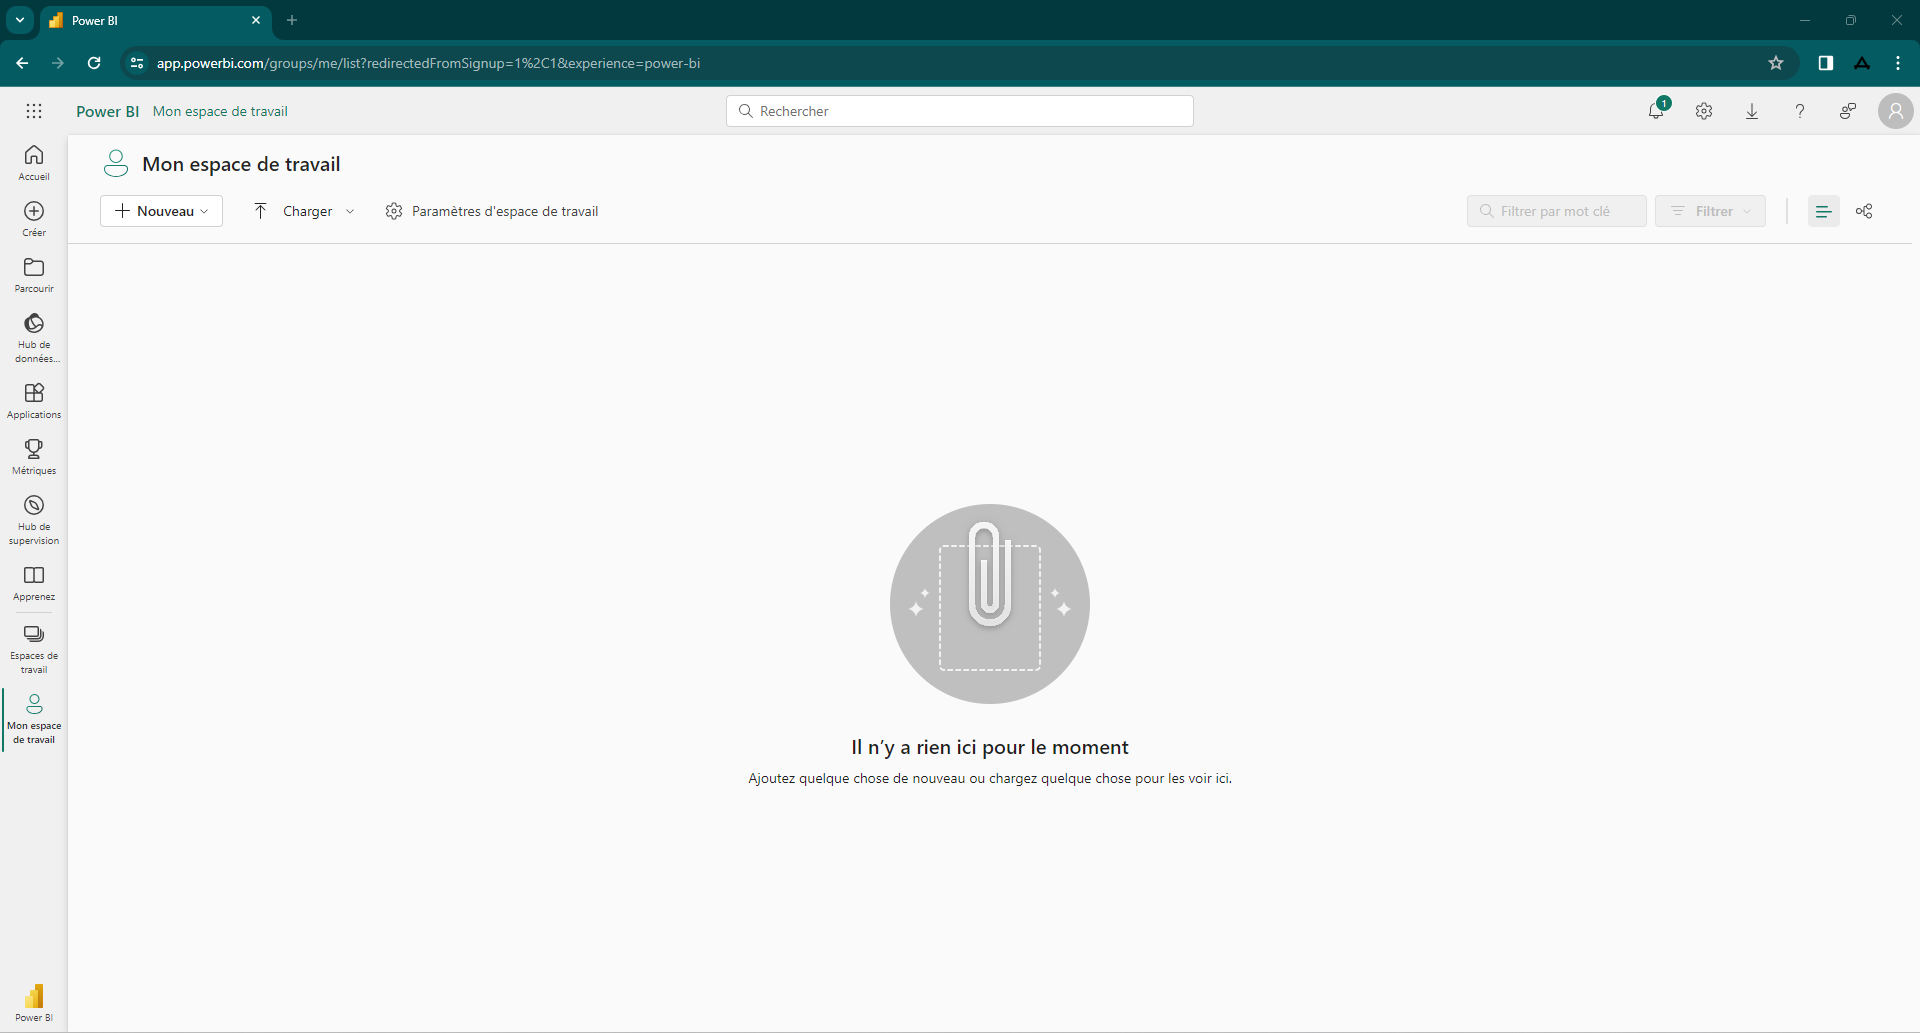 Power BI
app.powerbi.com/groups/me/list?redirectedFromSignup=1%2C1&experience=power-bi
Power BI Mon espace de travail
Rechercher
1
Mon espace de travail
Nouveau
Charger
Paramètres d'espace de travail
Filtrer par mot clé
Filtrer
Accueil
Créer
Parcourir
Hub de
données...
Applications
Métriques
Hub de
supervision
Apprenez
Espaces de
travail
Mon espace
de travail
Il n’y a rien ici pour le moment
Ajoutez quelque chose de nouveau ou chargez quelque chose pour les voir ici.
Power BI